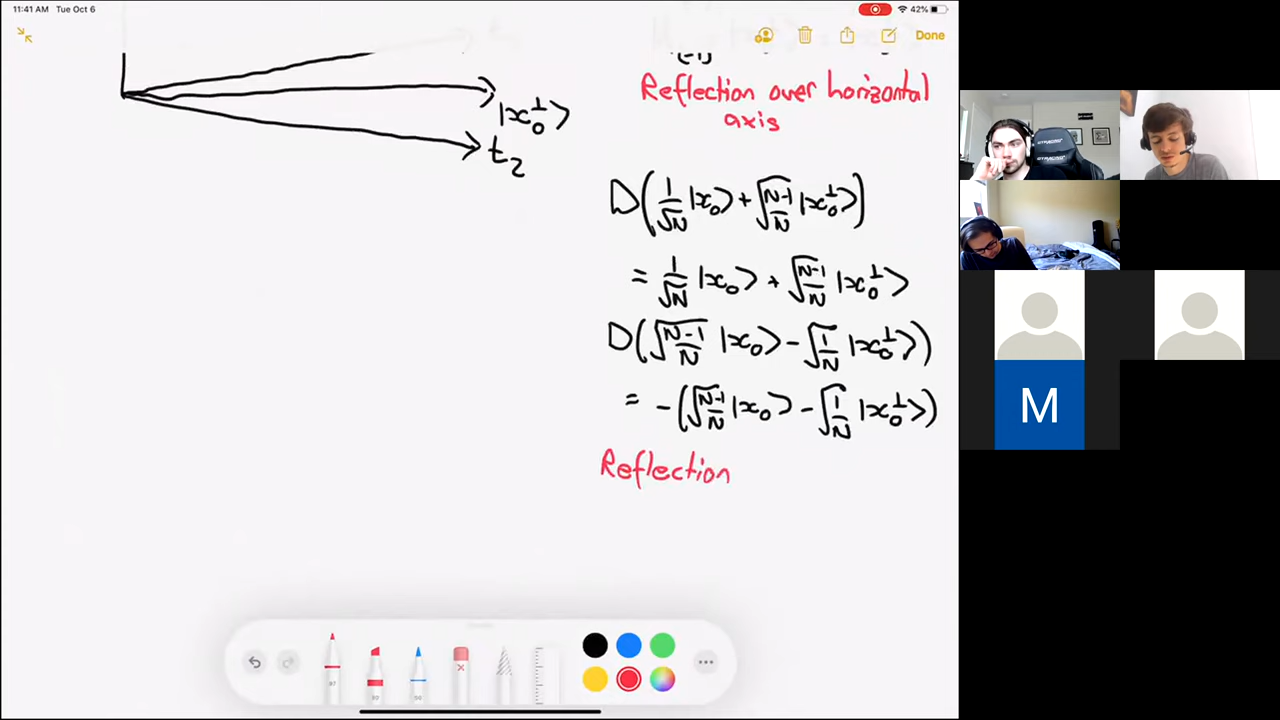 11:41 AM Tue Oct 6
42%
Done
Reflection over horizontal
axis
|x₀^⊥⟩
t₂
D(1/√N |x₀⟩ + √(N-1/N) |x₀^⊥⟩)
= 1/√N |x₀⟩ + √(N-1/N) |x₀^⊥⟩
D(√(N-1/N) |x₀⟩ - √(1/N) |x₀^⊥⟩)
= -(√(N-1/N) |x₀⟩ - √(1/N) |x₀^⊥⟩)
Reflection
M